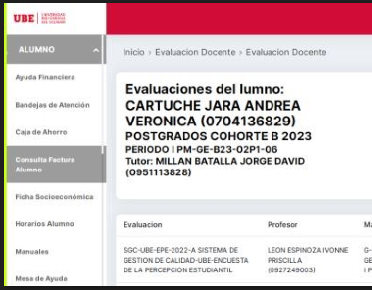 UBE
ALUMNO
Inicio > Evaluacion Docente > Evaluacion Docente
Ayuda Financiera
Bandejas de Atención
Caja de Ahorro
Consulta Factura
Alumno
Ficha Socioeconómica
Horarios Alumno
Manuales
Mesa de Ayuda
Evaluaciones del lumno:
CARTUCHE JARA ANDREA
VERONICA (0704136829)
POSTGRADOS COHORTE B 2023
PERIODO | PM-GE-B23-02P1-06
Tutor: MILLAN BATALLA JORGE DAVID
(0951113828)
Evaluacion Profesor Ma
SGC-UBE-EPE-2022-A SISTEMA DE LEON ESPINOZA IVONNE G-
GESTION DE CALIDAD-UBE-ENCUESTA PRISCILLA GE
DE LA PERCEPCION ESTUDIANTIL (0927249003) I P